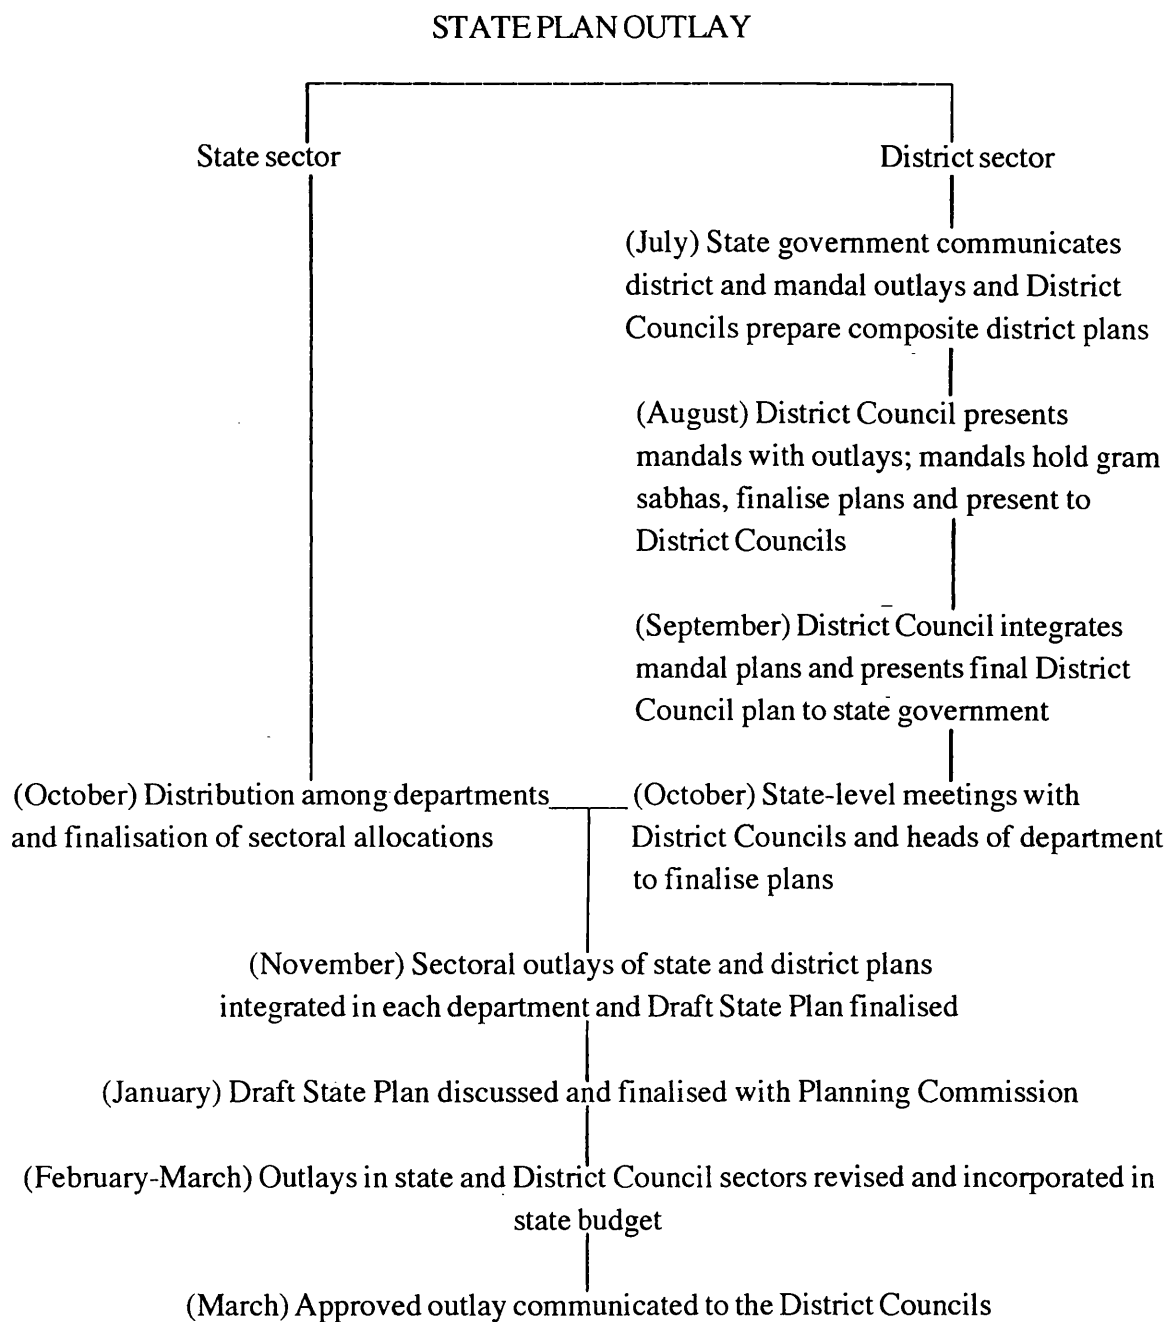 STATE PLAN OUTLAY
State sector
District sector
(July) State government communicates
district and mandal outlays and District
Councils prepare composite district plans
(August) District Council presents
mandals with outlays; mandals hold gram
sabhas, finalise plans and present to
District Councils
(September) District Council integrates
mandal plans and presents final District
Council plan to state government
(October) Distribution among departments
and finalisation of sectoral allocations
(October) State-level meetings with
District Councils and heads of department
to finalise plans
(November) Sectoral outlays of state and district plans
integrated in each department and Draft State Plan finalised
(January) Draft State Plan discussed and finalised with Planning Commission
(February-March) Outlays in state and District Council sectors revised and incorporated in
state budget
(March) Approved outlay communicated to the District Councils